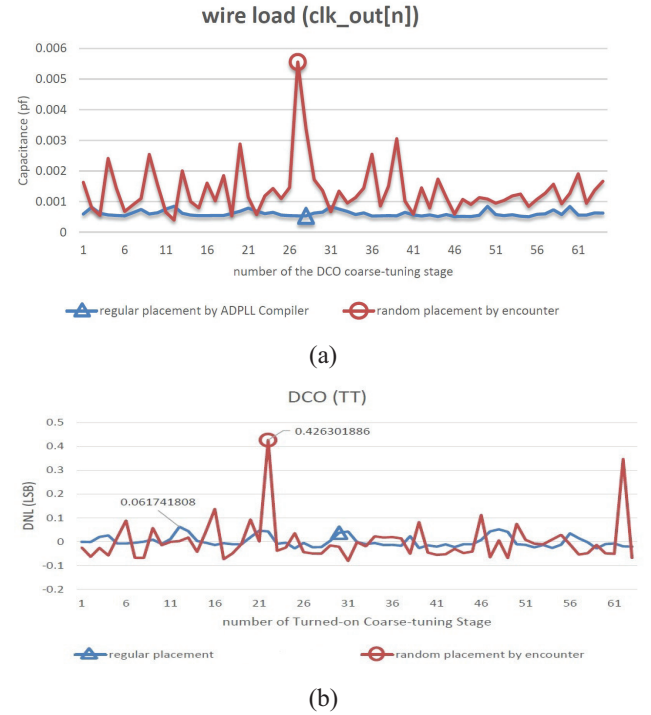 wire load (clk_out[n])
0.006
0.005
0.004
0.003
0.002
0.001
0
Capacitance (pf)
1 6 11 16 21 26 31 36 41 46 51 56 61
number of the DCO coarse-tuning stage
regular placement by ADPLL Compiler random placement by encounter
(a)
DCO (TT)
0.5
0.4
0.3
0.2
0.1
0
-0.1
-0.2
DNL (LSB)
0.426301886
0.061741808
1 6 11 16 21 26 31 36 41 46 51 56 61
number of Turned-on Coarse-tuning Stage
regular placement random placement by encounter
(b)